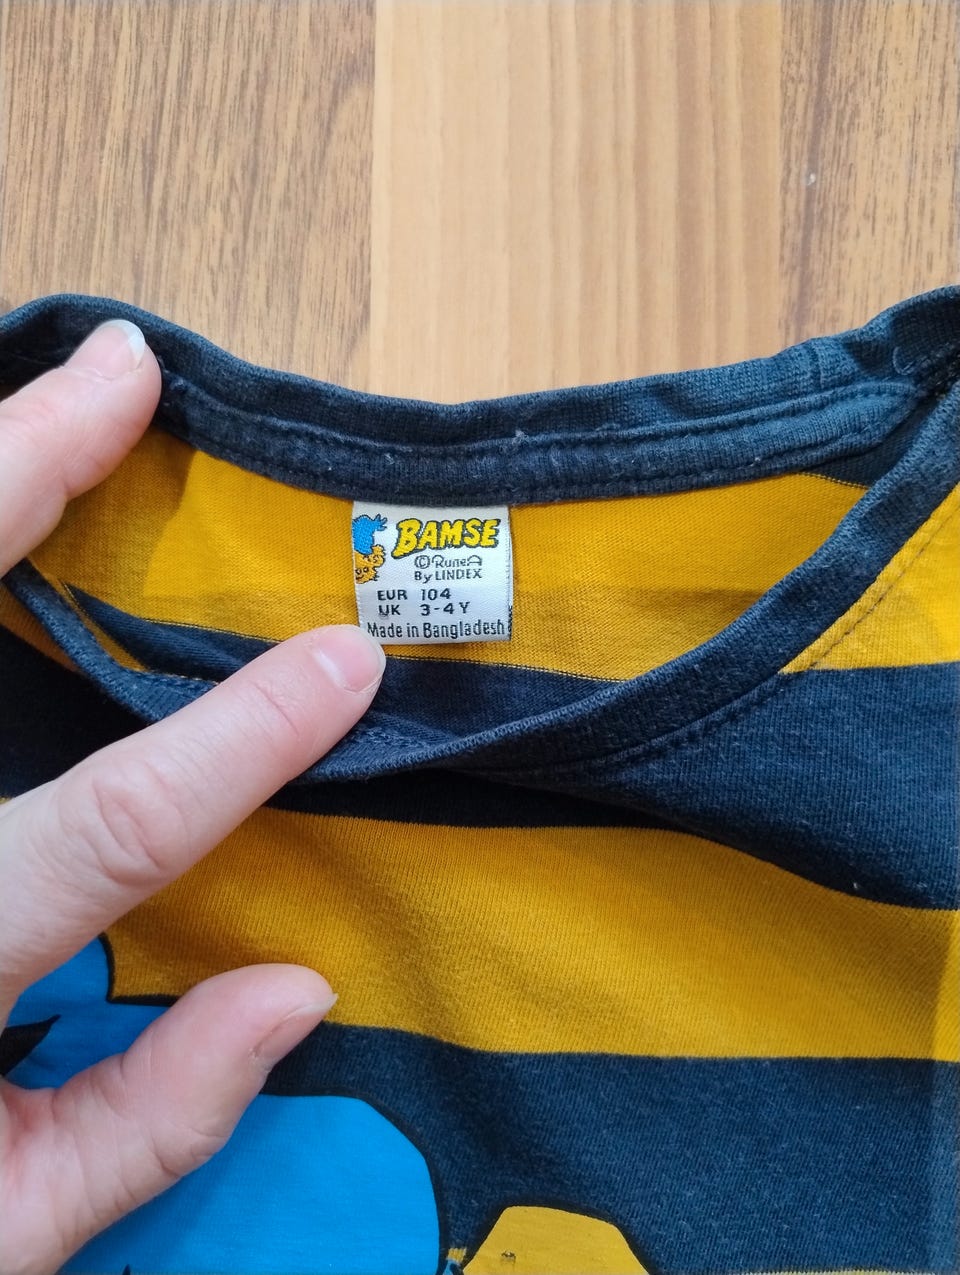 BAMSE
©RuneA
By LINDEX
EUR 104
UK 3-4Y
Made in Bangladesh